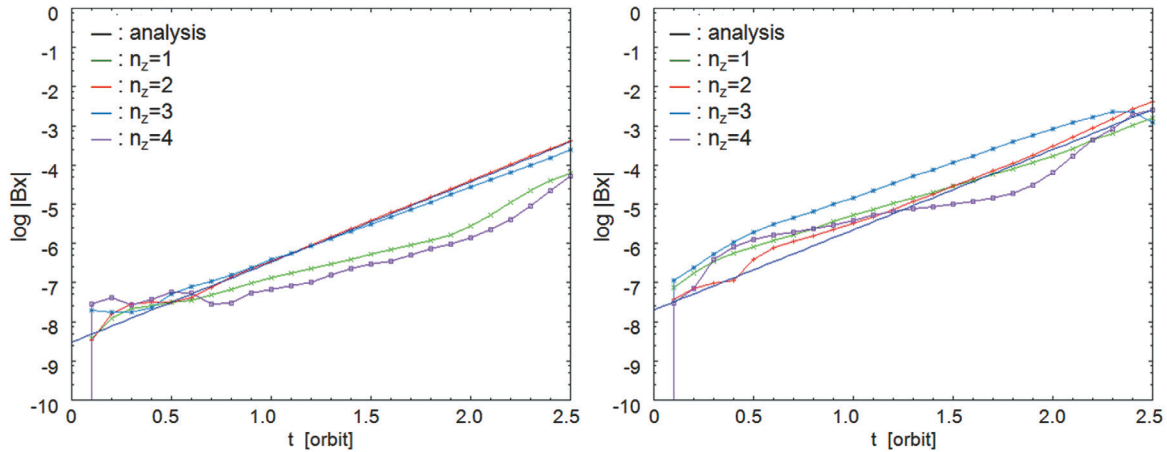 0
-1
-2
-3
-4
-5
-6
-7
-8
-9
-10
log |Bx|
: analysis
: nz=1
: nz=2
: nz=3
: nz=4
0 0.5 1.0 1.5 2.0 2.5
t [orbit]
0
-1
-2
-3
-4
-5
-6
-7
-8
-9
-10
log |Bx|
: analysis
: nz=1
: nz=2
: nz=3
: nz=4
0 0.5 1.0 1.5 2.0 2.5
t [orbit]